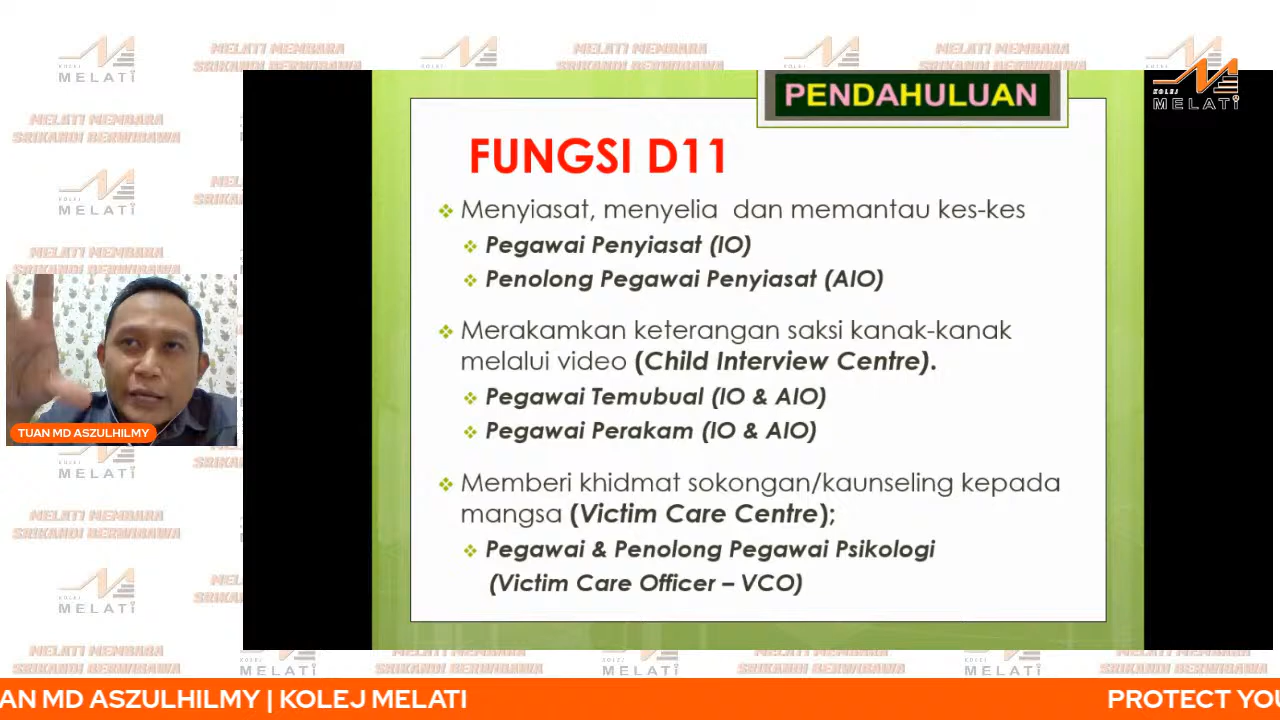 PENDAHULUAN
FUNGSI D11
Menyiasat, menyelia dan memantau kes-kes
Pegawai Penyiasat (IO)
Penolong Pegawai Penyiasat (AIO)
Merakamkan keterangan saksi kanak-kanak
melalui video (Child Interview Centre).
Pegawai Temubual (IO & AIO)
Pegawai Perakam (IO & AIO)
Memberi khidmat sokongan/kaunseling kepada
mangsa (Victim Care Centre);
Pegawai & Penolong Pegawai Psikologi
(Victim Care Officer – VCO)
KOLEJ
MELATI
MELATI MEMBARA
SRIKANDI BERWIBAWA
TUAN MD ASZULHILMY
UAN MD ASZULHILMY | KOLEJ MELATI
PROTECT YOU